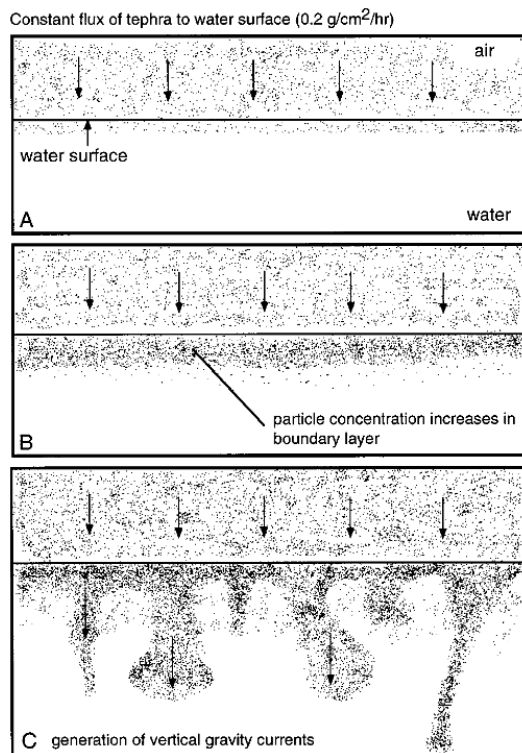 Constant flux of tephra to water surface (0.2 g/cm²/hr)
air
water surface
A
water
particle concentration increases in
boundary layer
B
C generation of vertical gravity currents